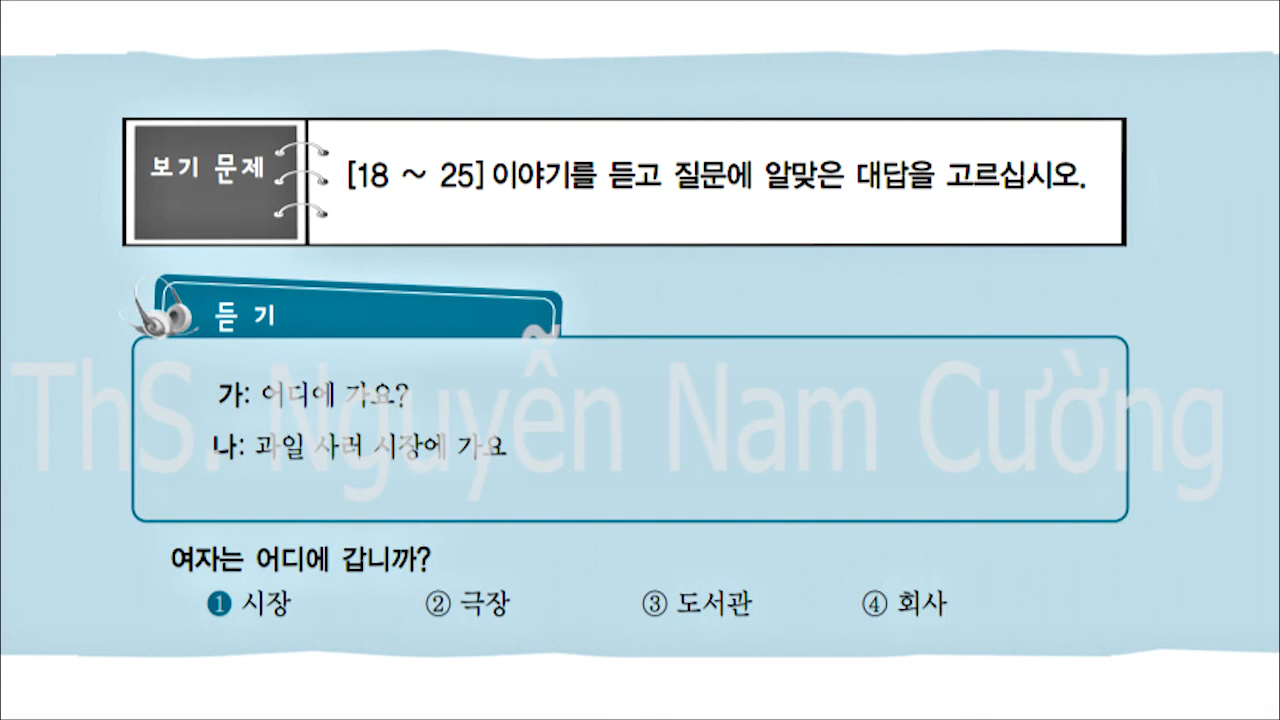 보기 문제
[18 ~ 25] 이야기를 듣고 질문에 알맞은 대답을 고르십시오.
듣 기
가: 어디에 가요?
나: 과일 사러 시장에 가요
ThS. Nguyễn Nam Cường
여자는 어디에 갑니까?
❶ 시장 ② 극장 ③ 도서관 ④ 회사